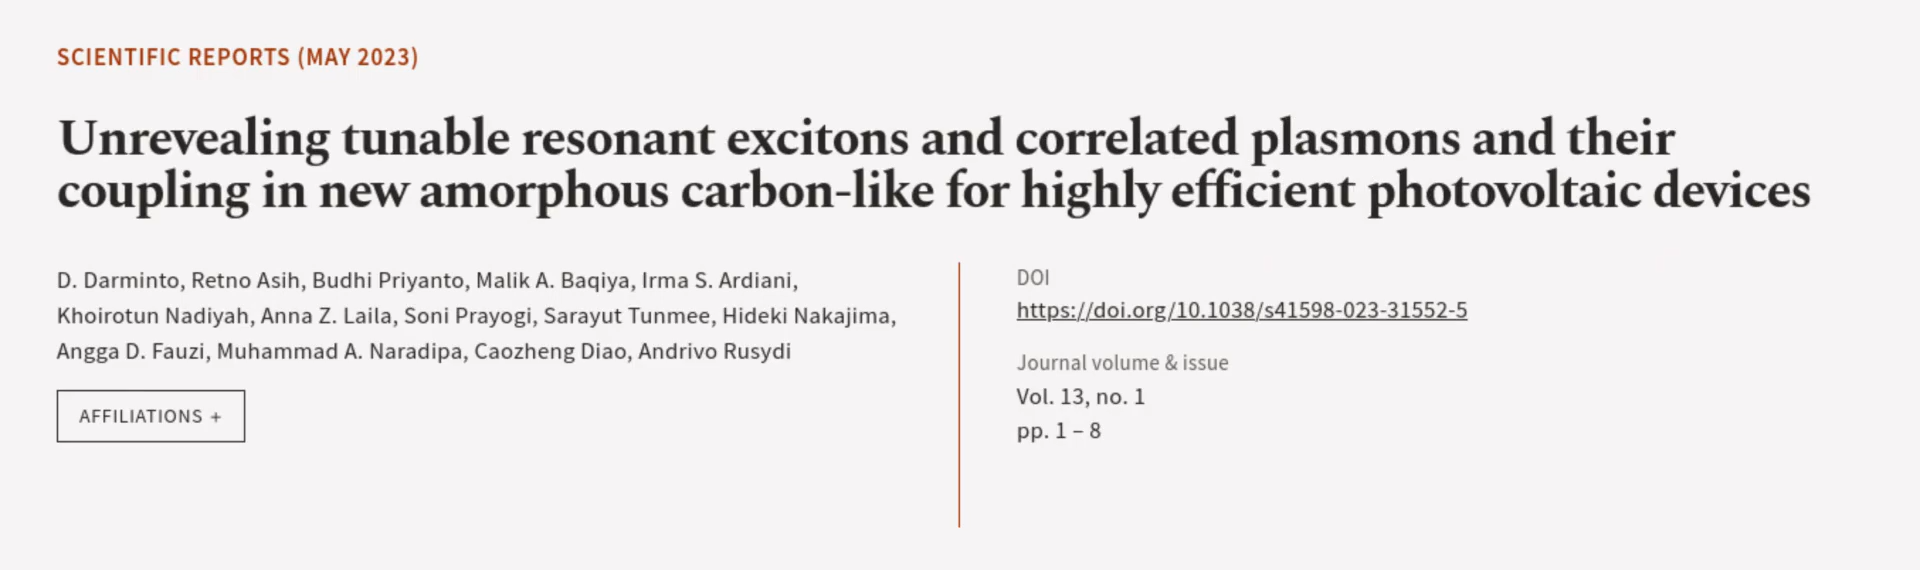 SCIENTIFIC REPORTS (MAY 2023)
Unrevealing tunable resonant excitons and correlated plasmons and their
coupling in new amorphous carbon-like for highly efficient photovoltaic devices
D. Darminto, Retno Asih, Budhi Priyanto, Malik A. Baqiya, Irma S. Ardiani,
Khoirotun Nadiyah, Anna Z. Laila, Soni Prayogi, Sarayut Tunmee, Hideki Nakajima,
Angga D. Fauzi, Muhammad A. Naradipa, Caozheng Diao, Andrivo Rusydi
AFFILIATIONS +
DOI
https://doi.org/10.1038/s41598-023-31552-5
Journal volume & issue
Vol. 13, no. 1
pp. 1 – 8